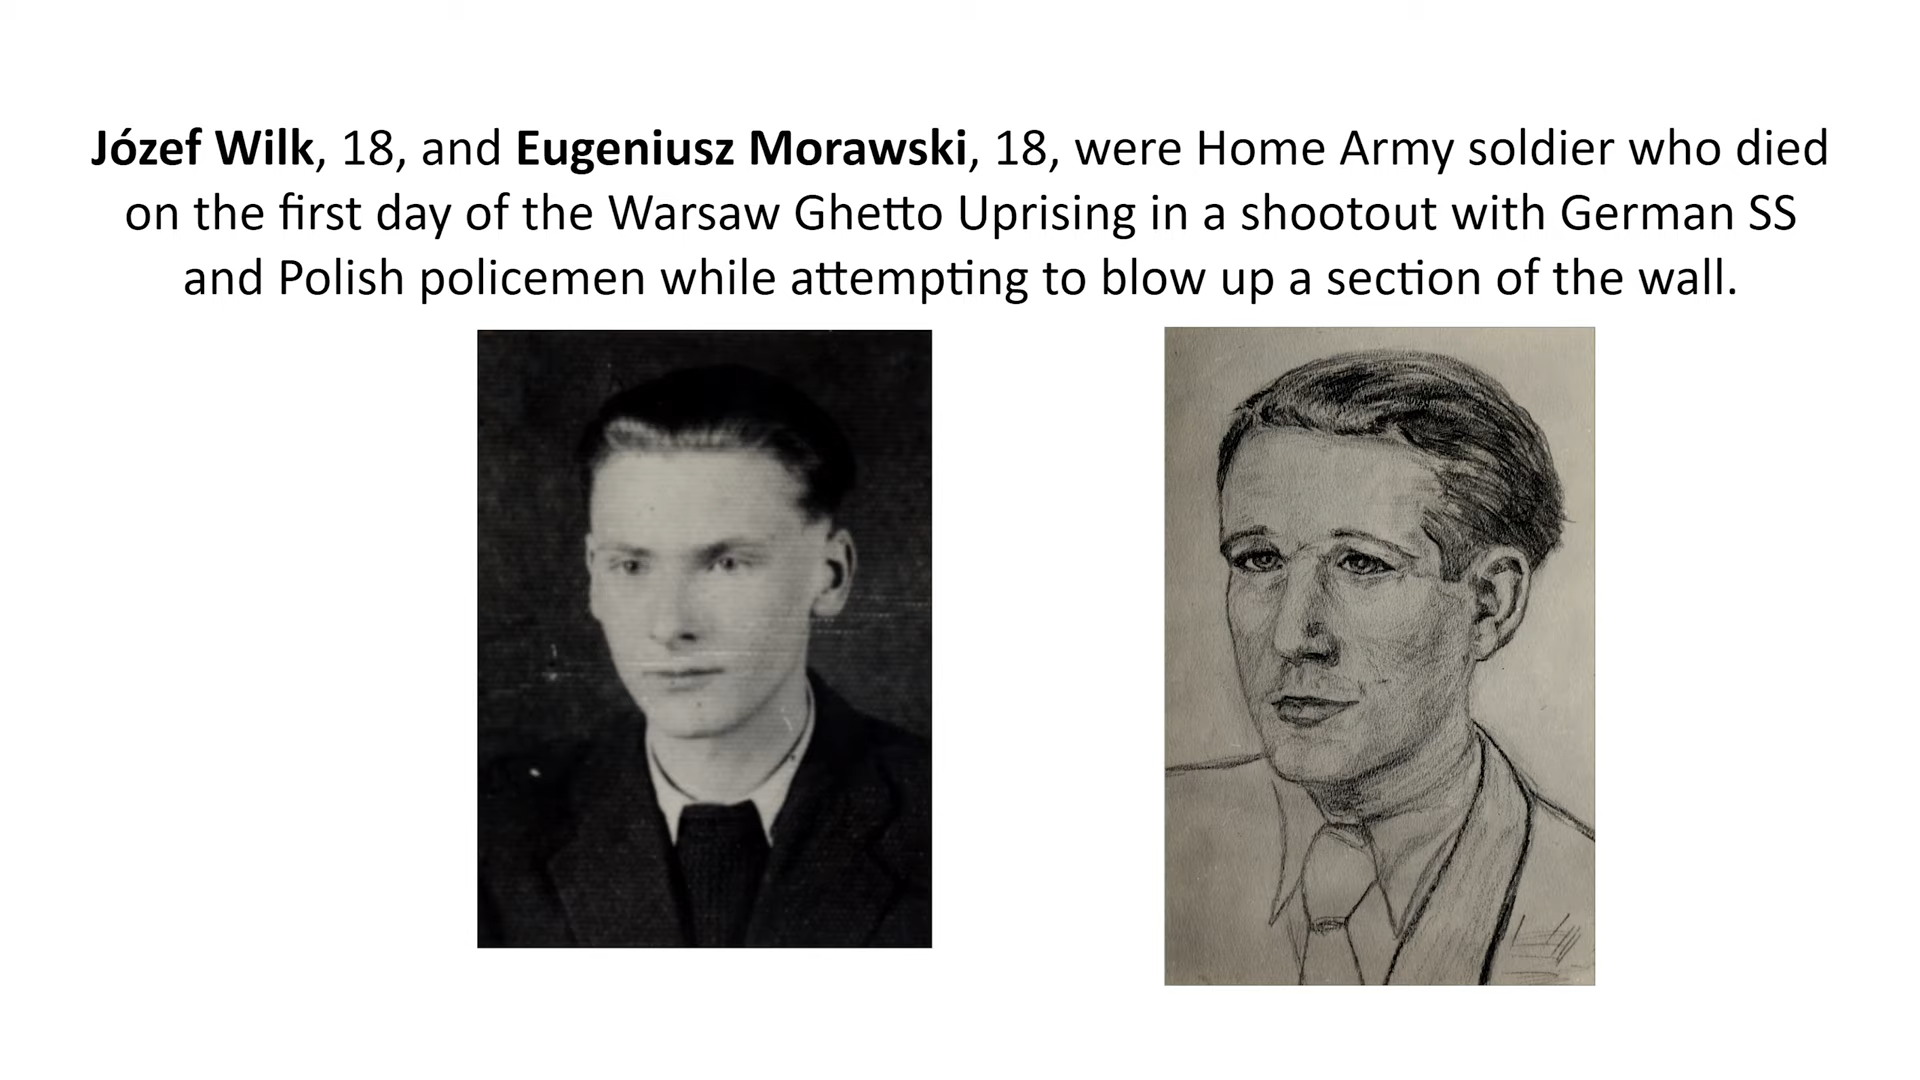 Józef Wilk, 18, and Eugeniusz Morawski, 18, were Home Army soldier who died
on the first day of the Warsaw Ghetto Uprising in a shootout with German SS
and Polish policemen while attempting to blow up a section of the wall.